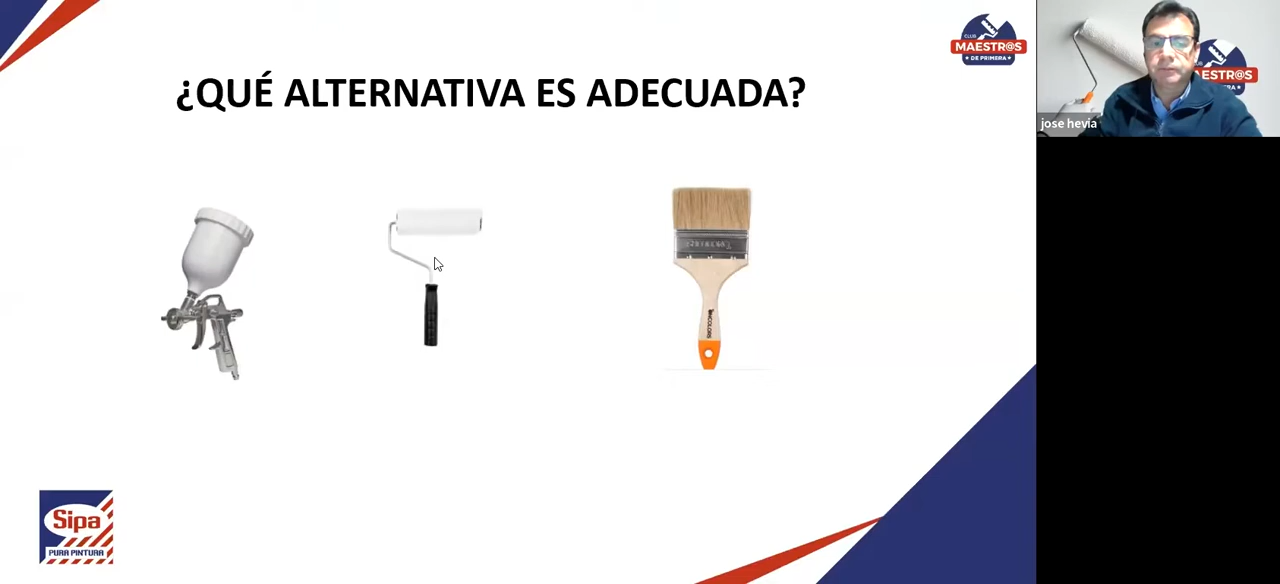 CLUB
MAESTR@S
DE PRIMERA
¿QUÉ ALTERNATIVA ES ADECUADA?
jose hevia
Sipa
PURA PINTURA